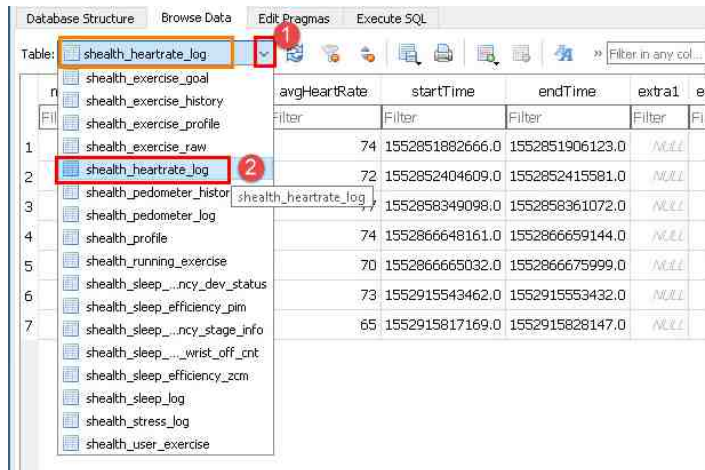 Database Structure Browse Data Edit Pragmas Execute SQL
1
Table: shealth_heartrate_log » Filter in any col...
avgHeartRate startTime endTime extra1
Filter Filter Filter Filter
shealth_exercise_goal
shealth_exercise_history
shealth_exercise_profile
shealth_exercise_raw
shealth_heartrate_log 2
shealth_pedometer_histor
shealth_heartrate_log
shealth_pedometer_log
shealth_profile
shealth_running_exercise
shealth_sleep_...ncy_dev_status
shealth_sleep_efficiency_pim
shealth_sleep_...ncy_stage_info
shealth_sleep_..._wrist_off_cnt
shealth_sleep_efficiency_zcm
shealth_sleep_log
shealth_stress_log
shealth_user_exercise
1 74 1552851882666.0 1552851906123.0 NULL
2 72 1552852404609.0 1552852415581.0 NULL
3 77 1552858349098.0 1552858361072.0 NULL
4 74 1552866648161.0 1552866659144.0 NULL
5 70 1552866665032.0 1552866675999.0 NULL
6 73 1552915543462.0 1552915553432.0 NULL
7 65 1552915817169.0 1552915828147.0 NULL